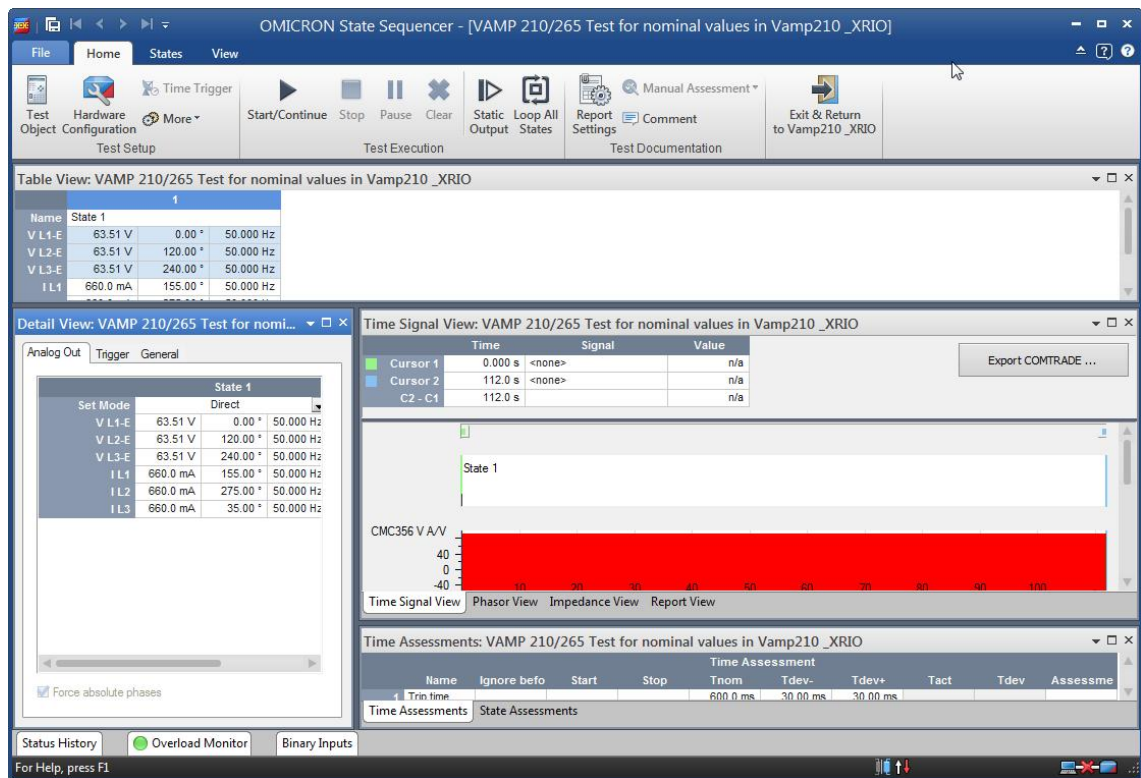 OMICRON State Sequencer - [VAMP 210/265 Test for nominal values in Vamp210 _XRIO]
File Home States View
Test Object
Hardware Configuration
Time Trigger
More
Test Setup
Start/Continue Stop Pause Clear
Static Output
Loop All States
Test Execution
Report Settings
Manual Assessment
Comment
Test Documentation
Exit & Return to Vamp210 _XRIO
Table View: VAMP 210/265 Test for nominal values in Vamp210 _XRIO
1
Name State 1
V L1-E 63.51 V 0.00 ° 50.000 Hz
V L2-E 63.51 V 120.00 ° 50.000 Hz
V L3-E 63.51 V 240.00 ° 50.000 Hz
I L1 660.0 mA 155.00 ° 50.000 Hz
Detail View: VAMP 210/265 Test for nomi...
Analog Out Trigger General
State 1
Set Mode Direct
V L1-E 63.51 V 0.00 ° 50.000 Hz
V L2-E 63.51 V 120.00 ° 50.000 Hz
V L3-E 63.51 V 240.00 ° 50.000 Hz
I L1 660.0 mA 155.00 ° 50.000 Hz
I L2 660.0 mA 275.00 ° 50.000 Hz
I L3 660.0 mA 35.00 ° 50.000 Hz
Force absolute phases
Time Signal View: VAMP 210/265 Test for nominal values in Vamp210 _XRIO
Time Signal Value
Cursor 1 0.000 s <none> n/a
Cursor 2 112.0 s <none> n/a
C2 - C1 112.0 s n/a
Export COMTRADE ...
State 1
CMC356 V A/V
40
0
-40
10 20 30 40 50 60 70 80 90 100
Time Signal View Phasor View Impedance View Report View
Time Assessments: VAMP 210/265 Test for nominal values in Vamp210 _XRIO
Time Assessment
Name Ignore befo Start Stop Tnom Tdev- Tdev+ Tact Tdev Assessme
1 Trip time 600.0 ms 30.00 ms 30.00 ms
Time Assessments State Assessments
Status History Overload Monitor Binary Inputs
For Help, press F1